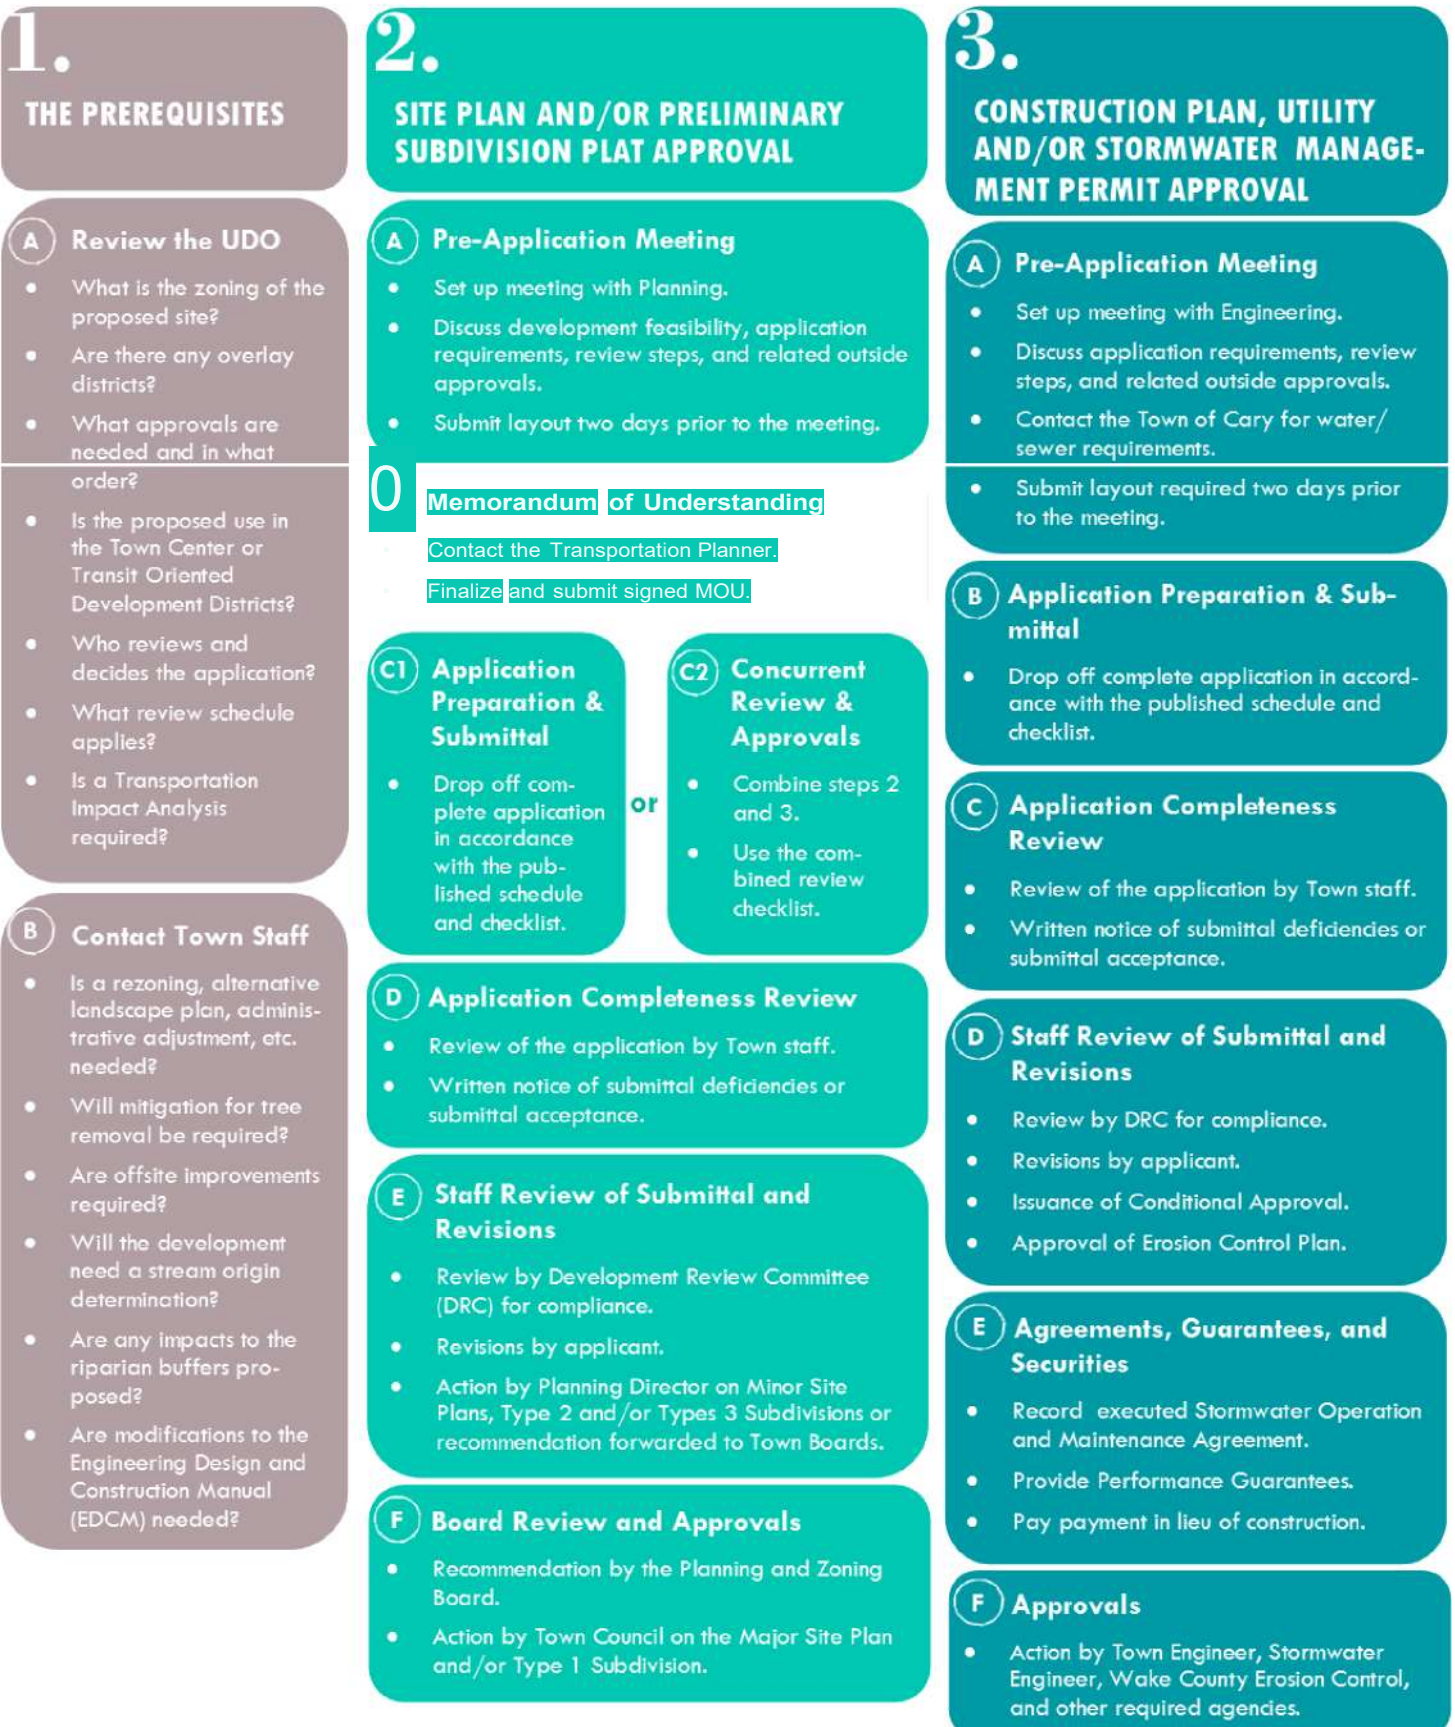 1.
THE PREREQUISITES
A Review the UDO
• What is the zoning of the
proposed site?
• Are there any overlay
districts?
• What approvals are
needed and in what
order?
• Is the proposed use in
the Town Center or
Transit Oriented
Development Districts?
• Who reviews and
decides the application?
• What review schedule
applies?
• Is a Transportation
Impact Analysis
required?
B Contact Town Staff
• Is a rezoning, alternative
landscape plan, adminis-
trative adjustment, etc.
needed?
• Will mitigation for tree
removal be required?
• Are offsite improvements
required?
• Will the development
need a stream origin
determination?
• Are any impacts to the
riparian buffers pro-
posed?
• Are modifications to the
Engineering Design and
Construction Manual
(EDCM) needed?
2.
SITE PLAN AND/OR PRELIMINARY
SUBDIVISION PLAT APPROVAL
A Pre-Application Meeting
• Set up meeting with Planning.
• Discuss development feasibility, application
requirements, review steps, and related outside
approvals.
• Submit layout two days prior to the meeting.
0 Memorandum of Understanding
• Contact the Transportation Planner.
• Finalize and submit signed MOU.
C1 Application
Preparation &
Submittal
• Drop off com-
plete application
in accordance
with the pub-
lished schedule
and checklist.
or
C2 Concurrent
Review &
Approvals
• Combine steps 2
and 3.
• Use the com-
bined review
checklist.
D Application Completeness Review
• Review of the application by Town staff.
• Written notice of submittal deficiencies or
submittal acceptance.
E Staff Review of Submittal and
Revisions
• Review by Development Review Committee
(DRC) for compliance.
• Revisions by applicant.
• Action by Planning Director on Minor Site
Plans, Type 2 and/or Types 3 Subdivisions or
recommendation forwarded to Town Boards.
F Board Review and Approvals
• Recommendation by the Planning and Zoning
Board.
• Action by Town Council on the Major Site Plan
and/or Type 1 Subdivision.
3.
CONSTRUCTION PLAN, UTILITY
AND/OR STORMWATER MANAGE-
MENT PERMIT APPROVAL
A Pre-Application Meeting
• Set up meeting with Engineering.
• Discuss application requirements, review
steps, and related outside approvals.
• Contact the Town of Cary for water/
sewer requirements.
• Submit layout required two days prior
to the meeting.
B Application Preparation & Sub-
mittal
• Drop off complete application in accord-
ance with the published schedule and
checklist.
C Application Completeness
Review
• Review of the application by Town staff.
• Written notice of submittal deficiencies or
submittal acceptance.
D Staff Review of Submittal and
Revisions
• Review by DRC for compliance.
• Revisions by applicant.
• Issuance of Conditional Approval.
• Approval of Erosion Control Plan.
E Agreements, Guarantees, and
Securities
• Record executed Stormwater Operation
and Maintenance Agreement.
• Provide Performance Guarantees.
• Pay payment in lieu of construction.
F Approvals
• Action by Town Engineer, Stormwater
Engineer, Wake County Erosion Control,
and other required agencies.